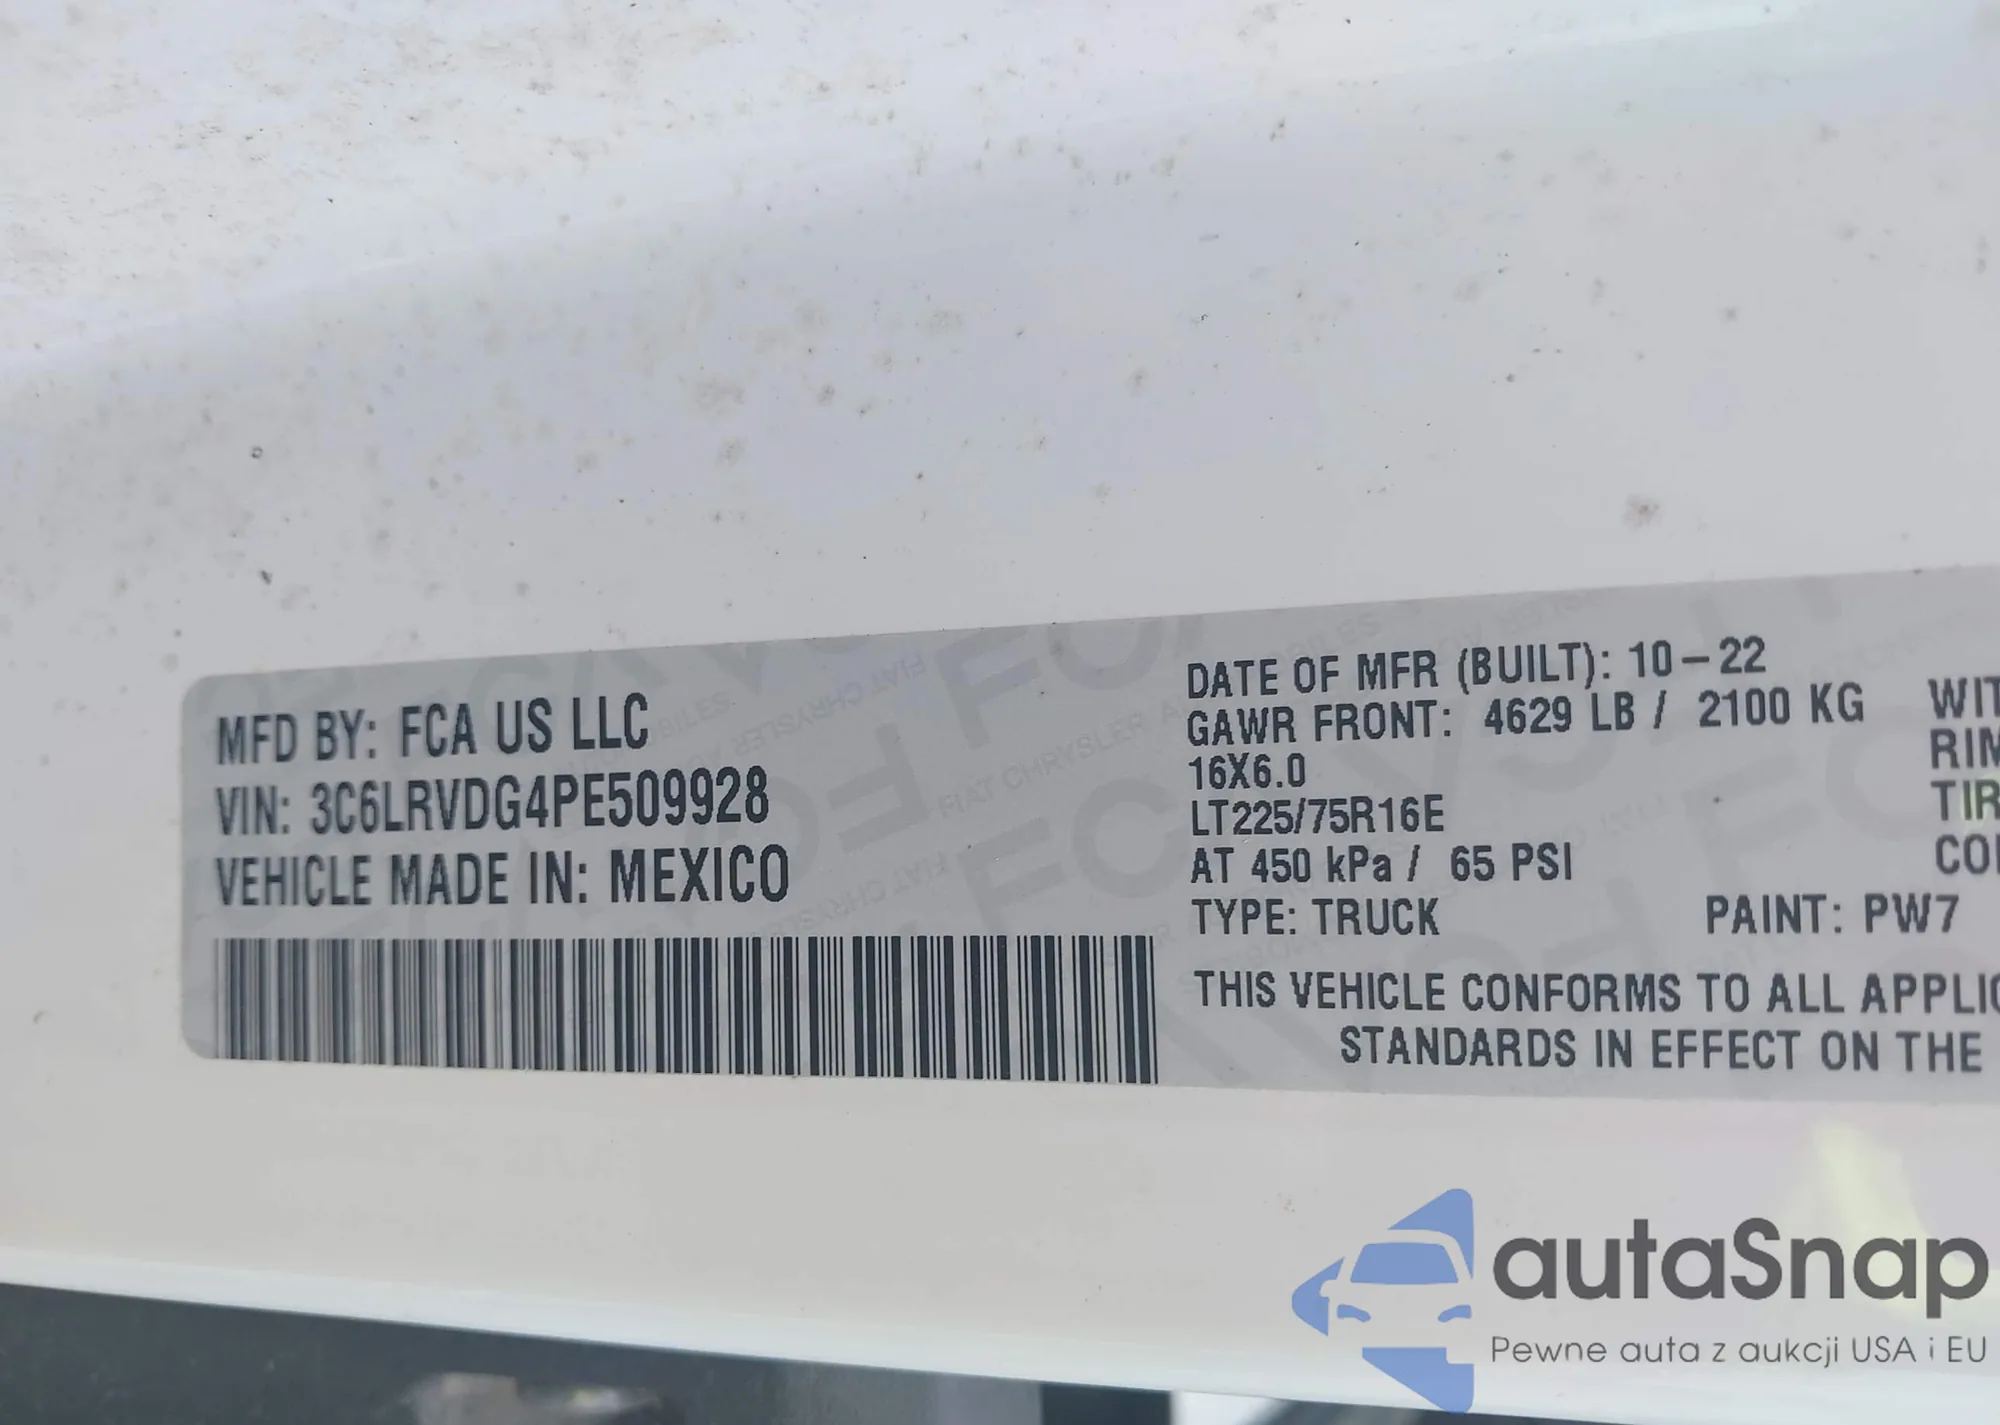 MFD BY: FCA US LLC
VIN: 3C6LRVDG4PE509928
VEHICLE MADE IN: MEXICO
DATE OF MFR (BUILT): 10-22
GAWR FRONT: 4629 LB / 2100 KG
16X6.0
LT225/75R16E
AT 450 kPa / 65 PSI
TYPE: TRUCK PAINT: PW7
THIS VEHICLE CONFORMS TO ALL
STANDARDS IN EFFECT ON THE
autaSnap
Pewne auta z aukcji USA i EU